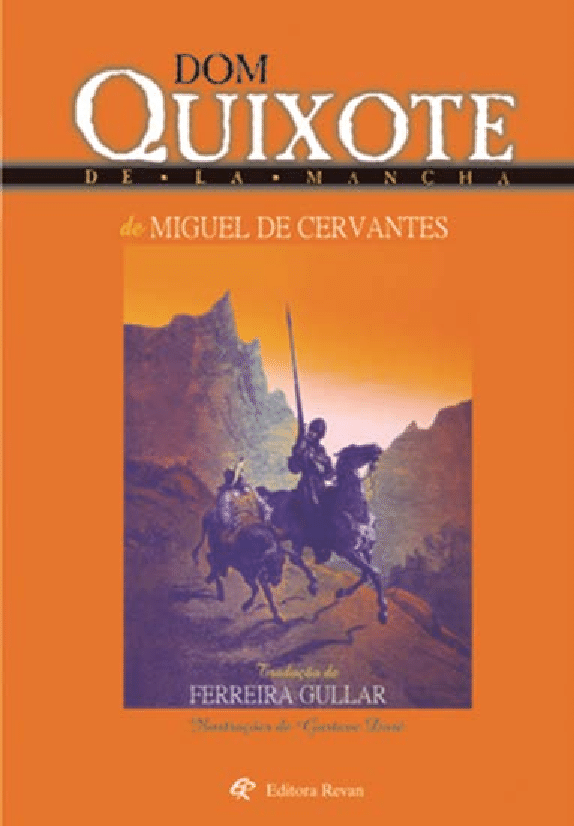 DOM
QUIXOTE
DE • LA • MANCHA
de MIGUEL DE CERVANTES
Tradução de
FERREIRA GULLAR
Ilustrações de Gustave Doré
Editora Revan